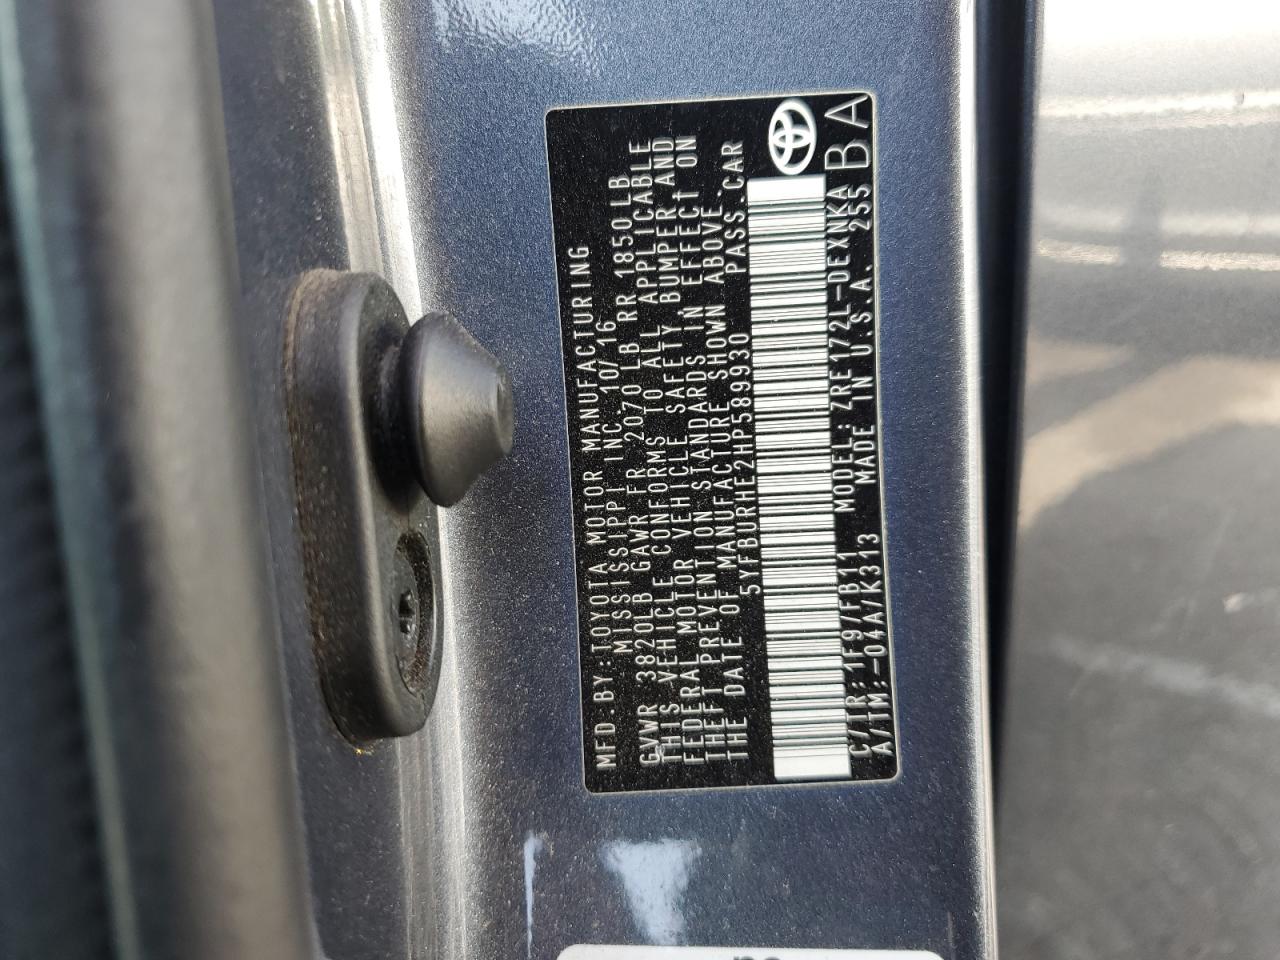 MFD.BY:TOYOTA MOTOR MANUFACTURING
MISSISSIPPI INC. 10/16
GVWR 3820LB GAWR FR 2070 LB RR 1850LB
THIS VEHICLE CONFORMS TO ALL APPLICABLE
FEDERAL MOTOR VEHICLE SAFETY, BUMPER, AND
THEFT PREVENTION STANDARDS IN EFFECT ON
THE DATE OF MANUFACTURE SHOWN ABOVE.
5YFBURHE2HP589930 PASS.CAR
C/TR: 1F9/FB11 MODEL: ZRE172L-DEXNKA
A/TM:-04A/K313 MADE IN U.S.A. 255 BA